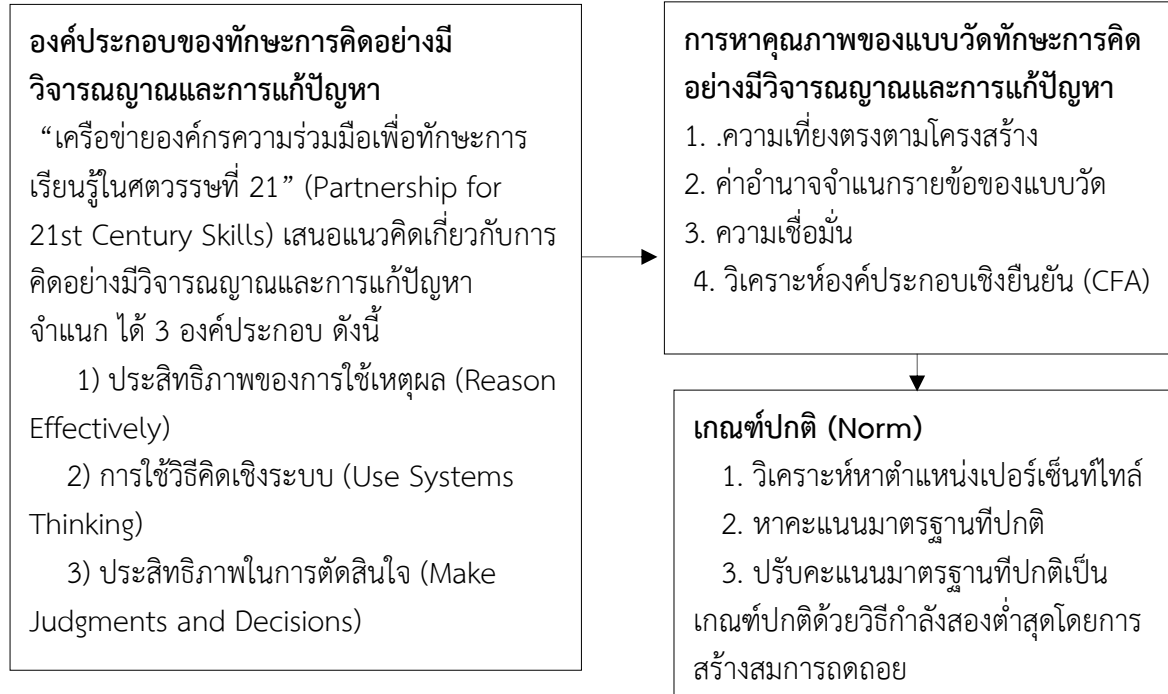 องค์ประกอบของทักษะการคิดอย่างมี
วิจารณญาณและการแก้ปัญหา
“เครือข่ายองค์กรความร่วมมือเพื่อทักษะการ
เรียนรู้ในศตวรรษที่ 21” (Partnership for
21st Century Skills) เสนอแนวคิดเกี่ยวกับการ
คิดอย่างมีวิจารณญาณและการแก้ปัญหา
จำแนก ได้ 3 องค์ประกอบ ดังนี้
1) ประสิทธิภาพของการใช้เหตุผล (Reason
Effectively)
2) การใช้วิธีคิดเชิงระบบ (Use Systems
Thinking)
3) ประสิทธิภาพในการตัดสินใจ (Make
Judgments and Decisions)
การหาคุณภาพของแบบวัดทักษะการคิด
อย่างมีวิจารณญาณและการแก้ปัญหา
1. .ความเที่ยงตรงตามโครงสร้าง
2. ค่าอำนาจจำแนกรายข้อของแบบวัด
3. ความเชื่อมั่น
4. วิเคราะห์องค์ประกอบเชิงยืนยัน (CFA)
เกณฑ์ปกติ (Norm)
1. วิเคราะห์หาตำแหน่งเปอร์เซ็นท์ไทล์
2. หาคะแนนมาตรฐานทีปกติ
3. ปรับคะแนนมาตรฐานทีปกติเป็น
เกณฑ์ปกติด้วยวิธีกำลังสองต่ำสุดโดยการ
สร้างสมการถดถอย